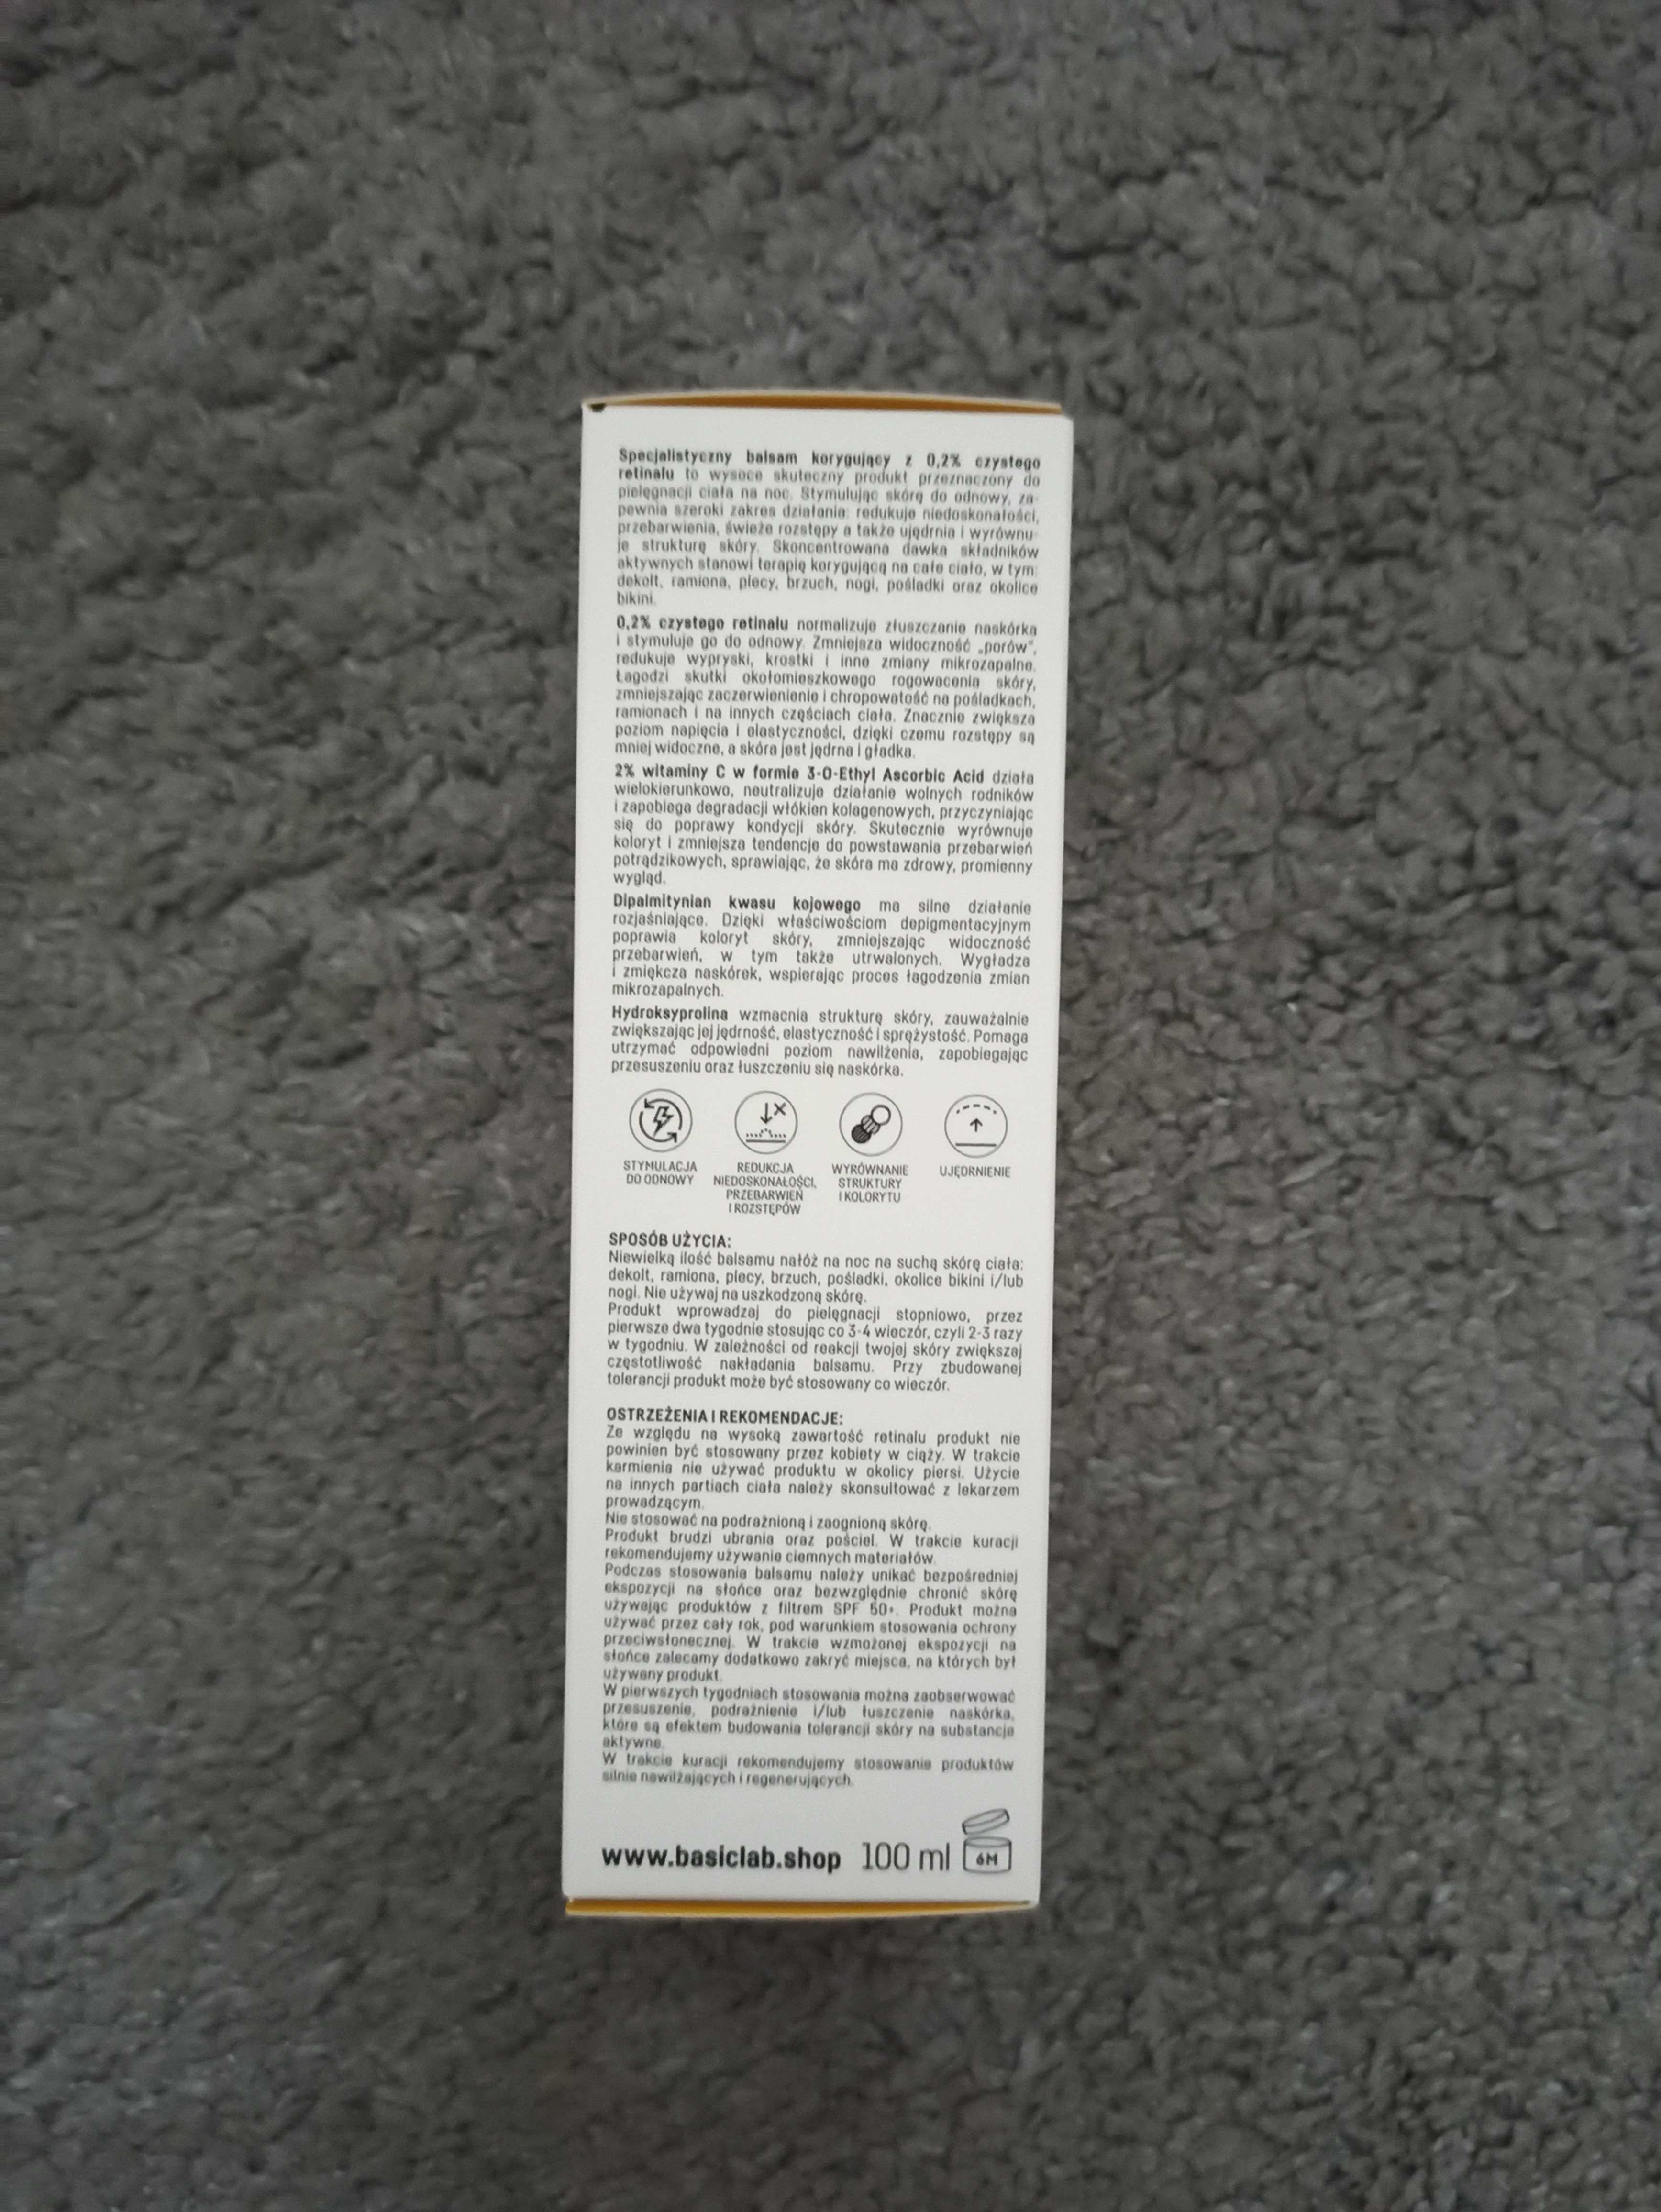 Specjalistyczny balsam korygujący z 0,2% czystego
retinalu to wysoce skuteczny produkt przeznaczony do
pielęgnacji ciała na noc. Stymulując skórę do odnowy, za-
pewnia szeroki zakres działania: redukuje niedoskonałości,
przebarwienia, świeże rozstępy a także ujędrnia i wyrównu-
je strukturę skóry. Skoncentrowana dawka składników
aktywnych stanowi terapię korygującą na całe ciało, w tym:
dekolt, ramiona, plecy, brzuch, nogi, pośladki oraz okolice
bikini.
0,2% czystego retinalu normalizuje złuszczanie naskórka
i stymuluje go do odnowy. Zmniejsza widoczność „porów”,
redukuje wypryski, krostki i inne zmiany mikrozapalne.
Łagodzi skutki okołomieszkowego rogowacenia skóry,
zmniejszając zaczerwienienie i chropowatość na pośladkach,
ramionach i na innych częściach ciała. Znacznie zwiększa
poziom napięcia i elastyczności, dzięki czemu rozstępy są
mniej widoczne, a skóra jest jędrna i gładka.
2% witaminy C w formie 3-O-Ethyl Ascorbic Acid działa
wielokierunkowo, neutralizuje działanie wolnych rodników
i zapobiega degradacji włókien kolagenowych, przyczyniając
się do poprawy kondycji skóry. Skutecznie wyrównuje
koloryt i zmniejsza tendencje do powstawania przebarwień
potrądzikowych, sprawiając, że skóra ma zdrowy, promienny
wygląd.
Dipalmitynian kwasu kojowego ma silne działanie
rozjaśniające. Dzięki właściwościom depigmentacyjnym
poprawia koloryt skóry, zmniejszając widoczność
przebarwień, w tym także utrwalonych. Wygładza
i zmiękcza naskórek, wspierając proces łagodzenia zmian
mikrozapalnych.
Hydroksyprolina wzmacnia strukturę skóry, zauważalnie
zwiększając jej jędrność, elastyczność i sprężystość. Pomaga
utrzymać odpowiedni poziom nawilżenia, zapobiegając
przesuszeniu oraz łuszczeniu się naskórka.
STYMULACJA
DO ODNOWY
REDUKCJA
NIEDOSKONAŁOŚCI,
PRZEBARWIEŃ
I ROZSTĘPÓW
WYRÓWNANIE
STRUKTURY
I KOLORYTU
UJĘDRNIENIE
SPOSÓB UŻYCIA:
Niewielką ilość balsamu nałóż na noc na suchą skórę ciała:
dekolt, ramiona, plecy, brzuch, pośladki, okolice bikini i/lub
nogi. Nie używaj na uszkodzoną skórę.
Produkt wprowadzaj do pielęgnacji stopniowo, przez
pierwsze dwa tygodnie stosując co 3-4 wieczór, czyli 2-3 razy
w tygodniu. W zależności od reakcji twojej skóry zwiększaj
częstotliwość nakładania balsamu. Przy zbudowanej
tolerancji produkt może być stosowany co wieczór.
OSTRZEŻENIA I REKOMENDACJE:
Ze względu na wysoką zawartość retinalu produkt nie
powinien być stosowany przez kobiety w ciąży. W trakcie
karmienia nie używać produktu w okolicy piersi. Użycie
na innych partiach ciała należy skonsultować z lekarzem
prowadzącym.
Nie stosować na podrażnioną i zaognioną skórę.
Produkt brudzi ubrania oraz pościel. W trakcie kuracji
rekomendujemy używanie ciemnych materiałów.
Podczas stosowania balsamu należy unikać bezpośredniej
ekspozycji na słońce oraz bezwzględnie chronić skórę
używając produktów z filtrem SPF 50+. Produkt można
używać przez cały rok, pod warunkiem stosowania ochrony
przeciwsłonecznej. W trakcie wzmożonej ekspozycji na
słońce zalecamy dodatkowo zakryć miejsca, na których był
używany produkt.
W pierwszych tygodniach stosowania można zaobserwować
przesuszenie, podrażnienie i/lub łuszczenie naskórka,
które są efektem budowania tolerancji skóry na substancje
aktywne.
W trakcie kuracji rekomendujemy stosowanie produktów
silnie nawilżających i regenerujących.
www.basiclab.shop 100 ml 6M